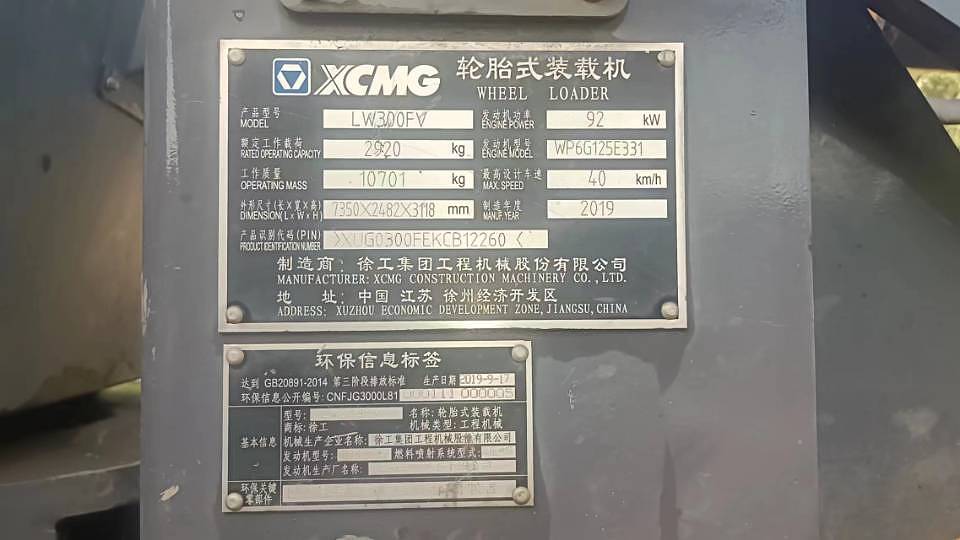 XCMG 轮胎式装载机
WHEEL LOADER
产品型号 MODEL LW300FV 发动机功率 ENGINE POWER 92 kW
额定工作载荷 RATED OPERATING CAPACITY 2920 kg 发动机型号 ENGINE MODEL WP6G125E331
工作质量 OPERATING MASS 10701 kg 最高设计车速 MAX. SPEED 40 km/h
外形尺寸(长×宽×高) DIMENSION(L×W×H) 7350×2482×3118 mm 制造年度 MANUF. YEAR 2019
产品识别代码(PIN) PRODUCT IDENTIFICATION NUMBER XUG0300FEKCB12260
制造商: 徐工集团工程机械股份有限公司
MANUFACTURER: XCMG CONSTRUCTION MACHINERY CO., LTD.
地 址: 中国 江苏 徐州经济开发区
ADDRESS: XUZHOU ECONOMIC DEVELOPMENT ZONE, JIANGSU, CHINA
环保信息标签
达到 GB20891-2014 第三阶段排放标准 生产日期 2019-9-17
环保信息公开编号: CNFJG3000L81 000111 000005
型号: 名称: 轮胎式装载机
商标: 徐工 机械类型: 工程机械
基本信息 机械生产企业名称: 徐工集团工程机械股份有限公司
发动机型号: 燃料喷射系统型式:
发动机生产厂名称:
环保关键
零部件